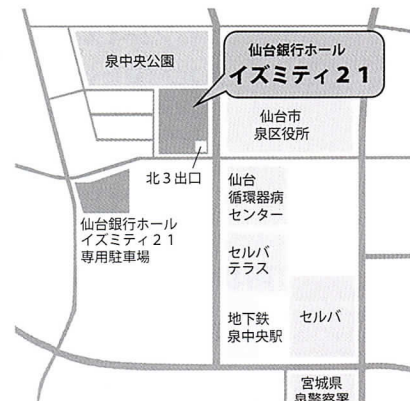 泉中央公園
仙台銀行ホール
イズミティ21
仙台市
泉区役所
北3出口
仙台
循環器病
センター
仙台銀行ホール
イズミティ21
専用駐車場
セルバ
テラス
地下鉄
泉中央駅
セルバ
宮城県
泉警察署